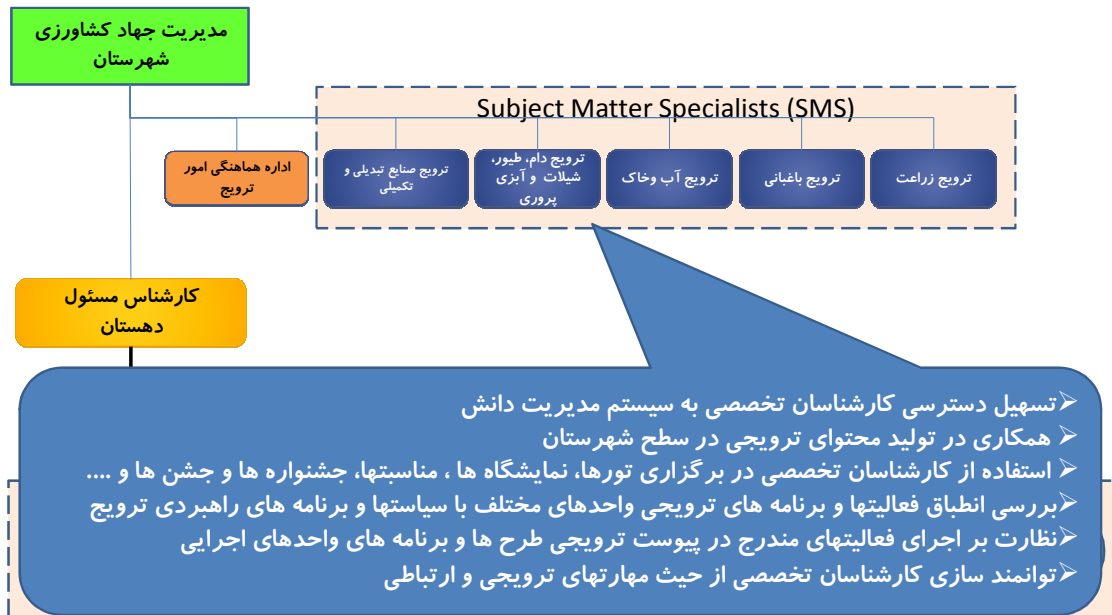 مدیریت جهاد کشاورزی
شهرستان
Subject Matter Specialists (SMS)
ترویج زراعت
ترویج باغبانی
ترویج آب وخاک
ترویج دام، طیور،
شیلات و آبزی
پروری
ترویج صنایع تبدیلی و
تکمیلی
اداره هماهنگی امور
ترویج
کارشناس مسئول
دهستان
تسهیل دسترسی کارشناسان تخصصی به سیستم مدیریت دانش
همکاری در تولید محتوای ترویجی در سطح شهرستان
استفاده از کارشناسان تخصصی در برگزاری تورها، نمایشگاه ها ، مناسبتها، جشنواره ها و جشن ها و ....
بررسی انطباق فعالیتها و برنامه های ترویجی واحدهای مختلف با سیاستها و برنامه های راهبردی ترویج
نظارت بر اجرای فعالیتهای مندرج در پیوست ترویجی طرح ها و برنامه های واحدهای اجرایی
توانمند سازی کارشناسان تخصصی از حیث مهارتهای ترویجی و ارتباطی